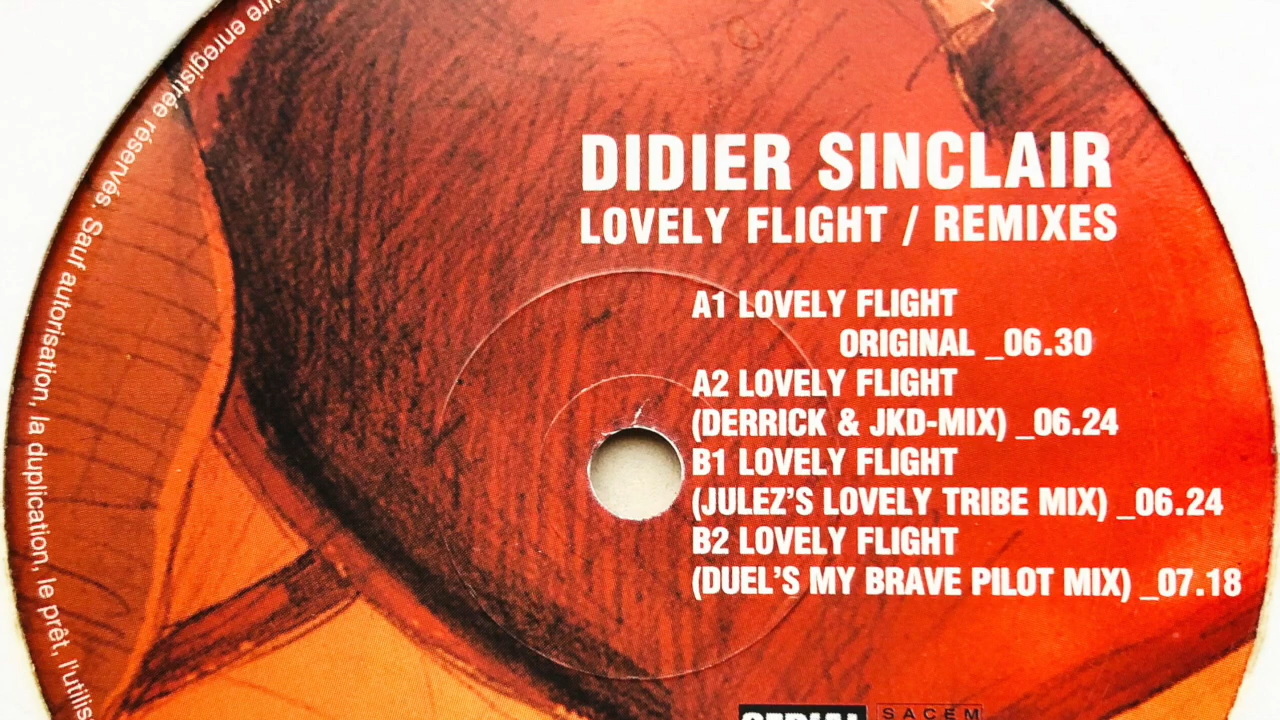 DIDIER SINCLAIR
LOVELY FLIGHT / REMIXES
A1 LOVELY FLIGHT
ORIGINAL _06.30
A2 LOVELY FLIGHT
(DERRICK & JKD-MIX) _06.24
B1 LOVELY FLIGHT
(JULEZ'S LOVELY TRIBE MIX) _06.24
B2 LOVELY FLIGHT
(DUEL'S MY BRAVE PILOT MIX) _07.18
SACEM
enregistrée réservés. Sauf autorisation, la duplication, le prêt,